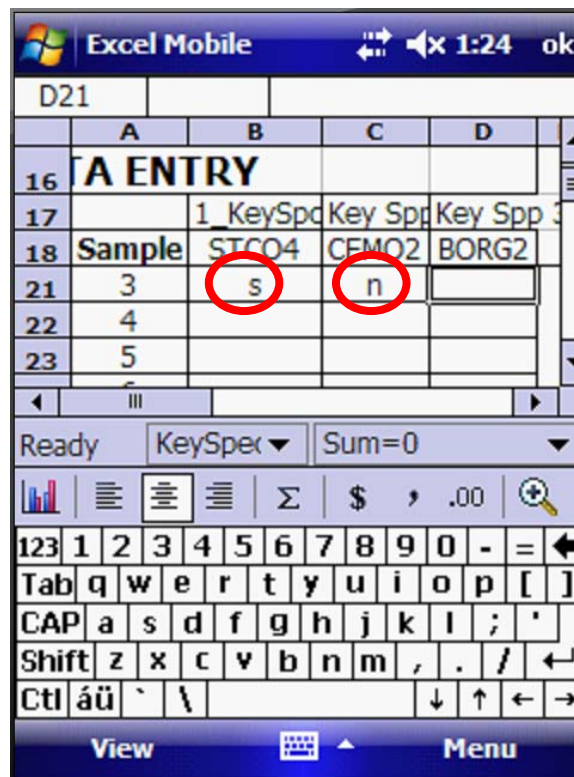 Excel Mobile 1:24 ok
D21
A B C D
16 TA ENTRY
17 1_KeySpc Key Spp Key Spp 3
18 Sample STCO4 CEMO2 BORG2
21 3 s n
22 4
23 5
Ready KeySpec Sum=0
Σ $ , .00
123 1 2 3 4 5 6 7 8 9 0 - =
Tab q w e r t y u i o p [ ]
CAP a s d f g h j k l ; '
Shift z x c v b n m , . /
Ctl áü ` \
View Menu